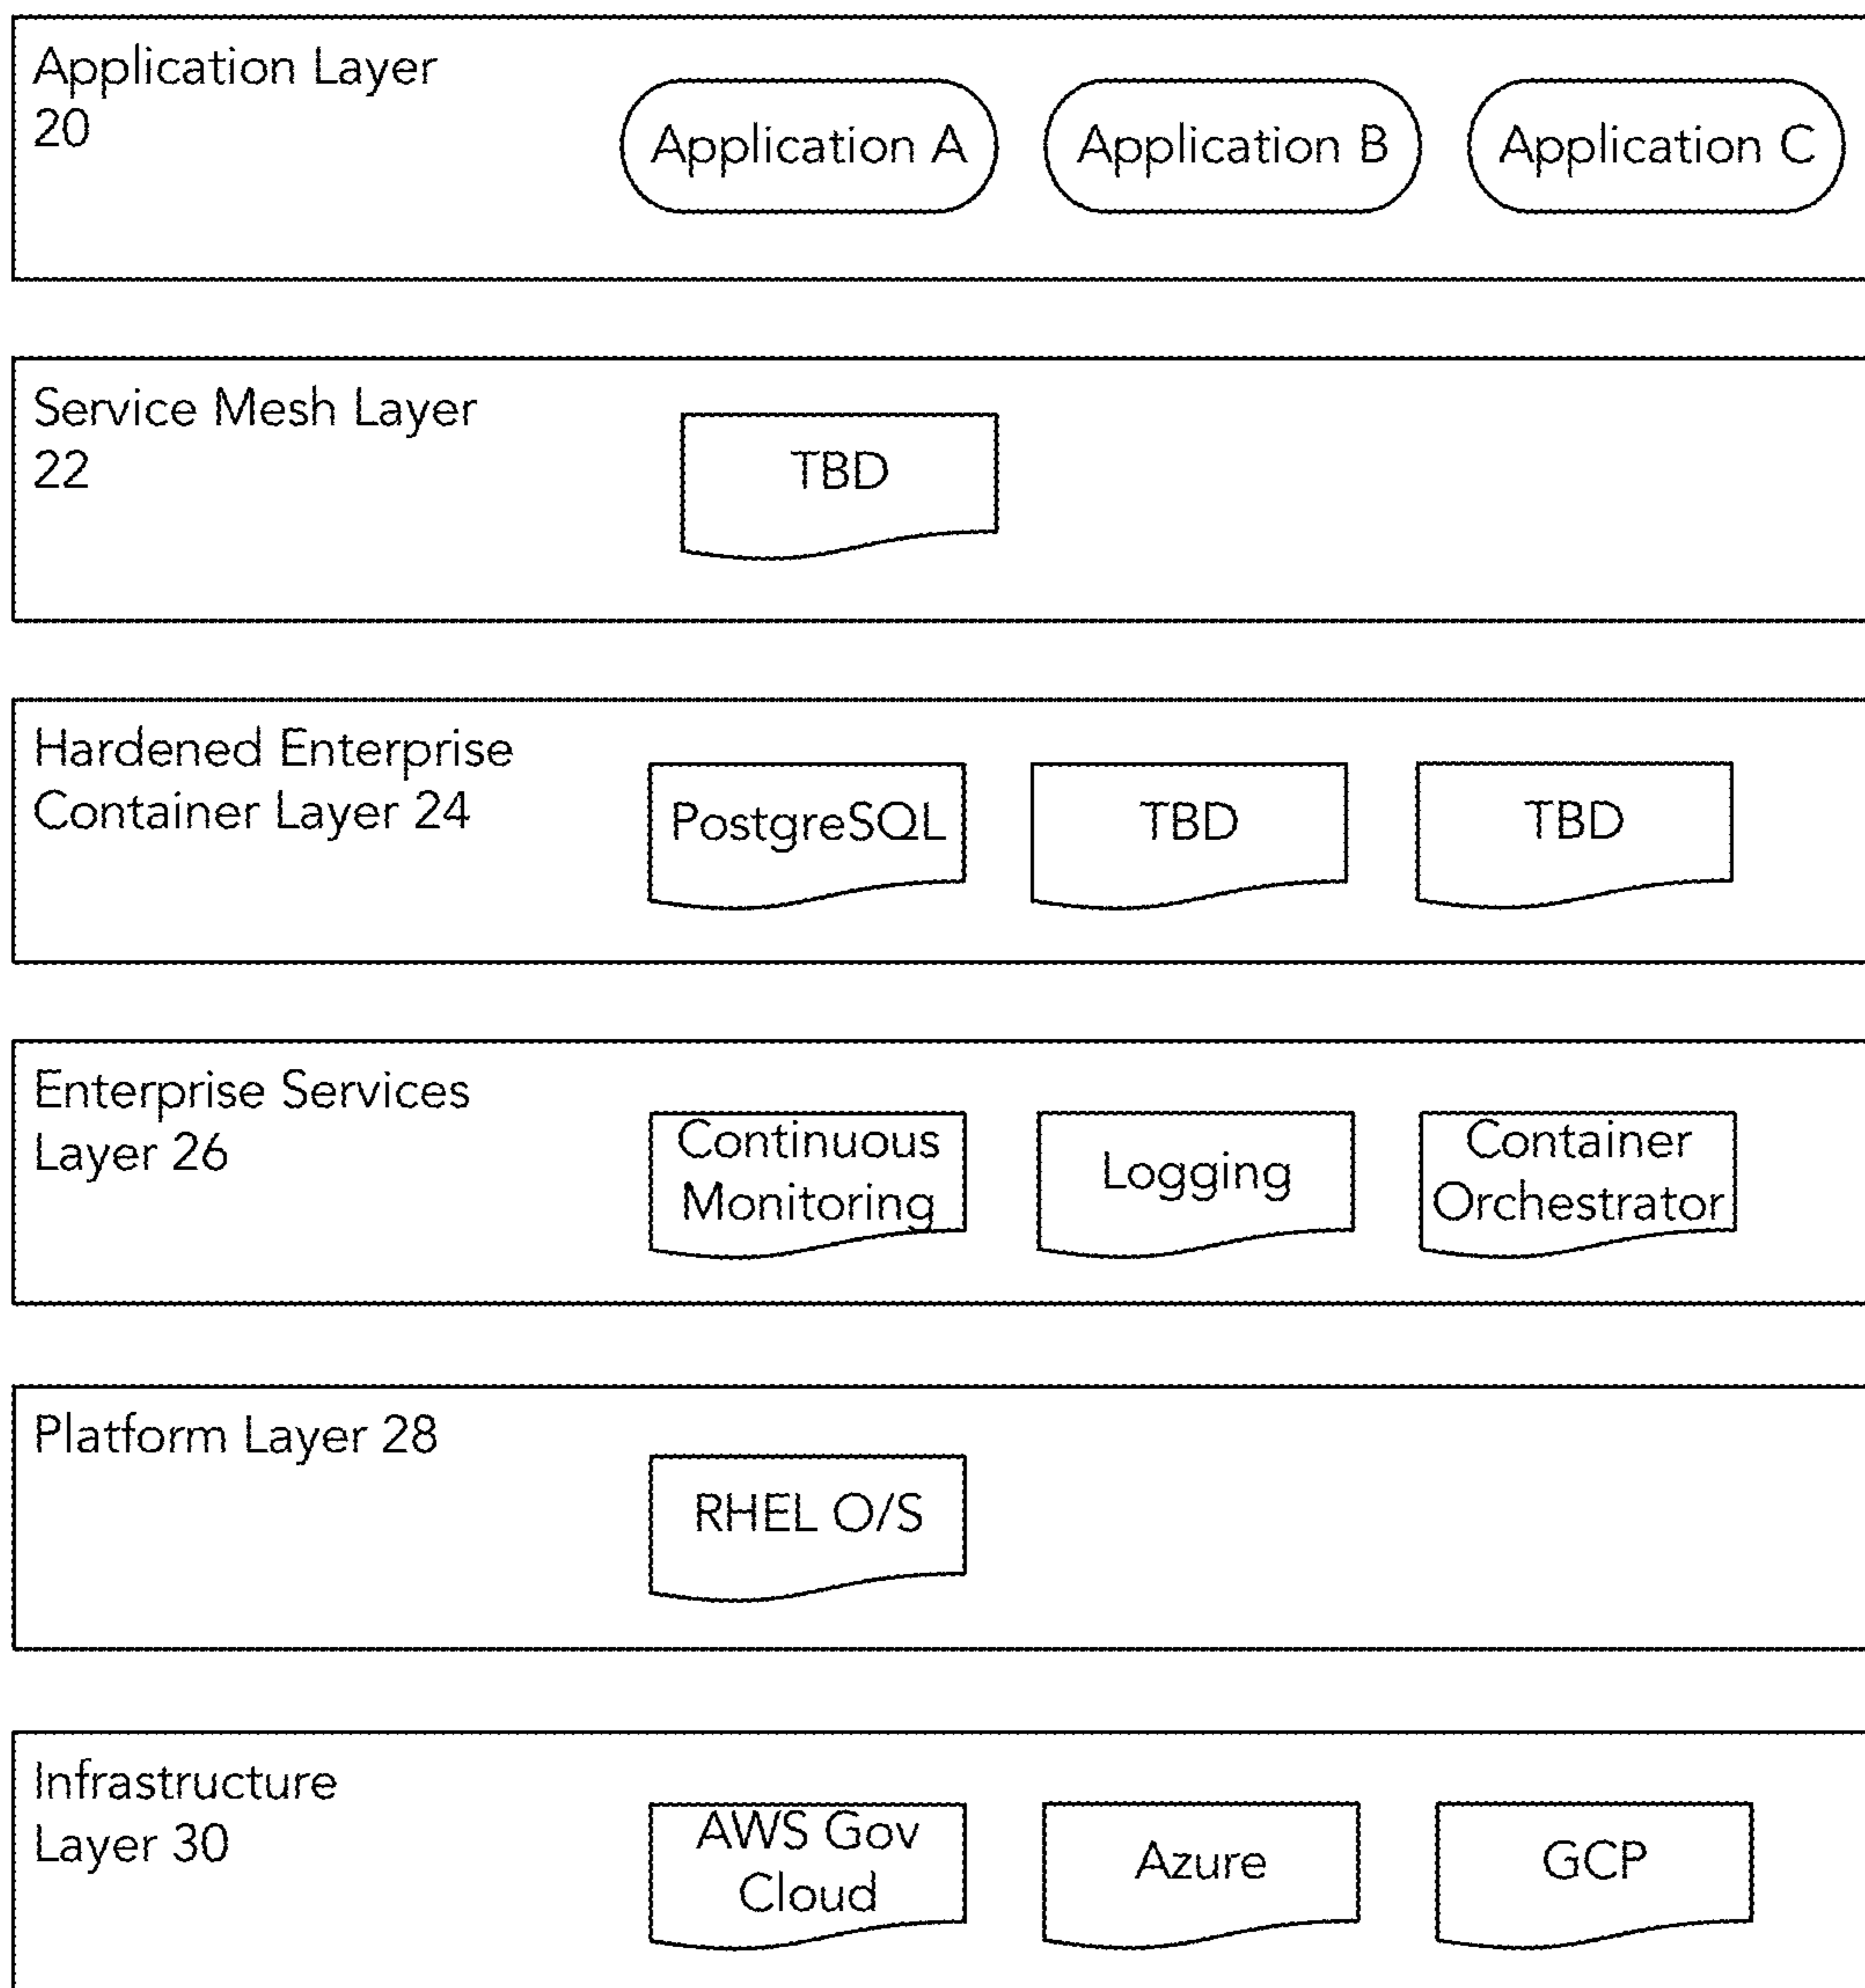 Application Layer
20
Application A
Application B
Application C
Service Mesh Layer
22
TBD
Hardened Enterprise
Container Layer 24
PostgreSQL
TBD
TBD
Enterprise Services
Layer 26
Continuous
Monitoring
Logging
Container
Orchestrator
Platform Layer 28
RHEL O/S
Infrastructure
Layer 30
AWS Gov
Cloud
Azure
GCP